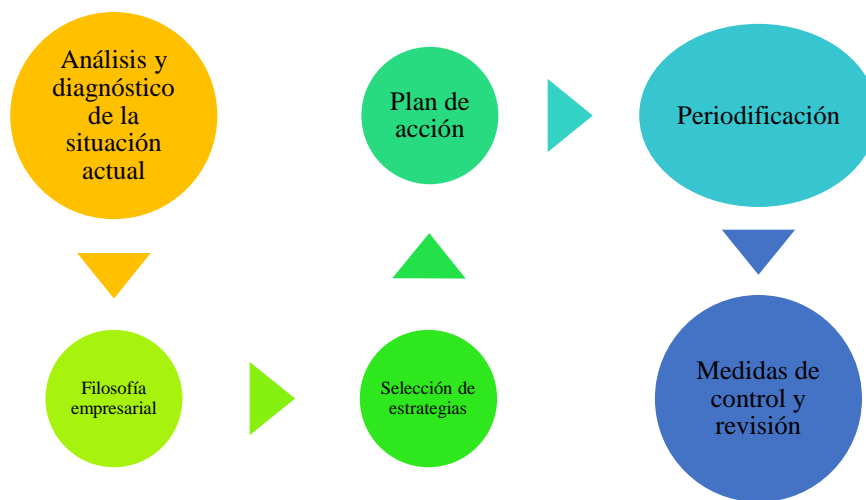 Análisis y
diagnóstico
de la
situación
actual
Filosofía
empresarial
Selección de
estrategias
Plan de
acción
Periodificación
Medidas de
control y
revisión